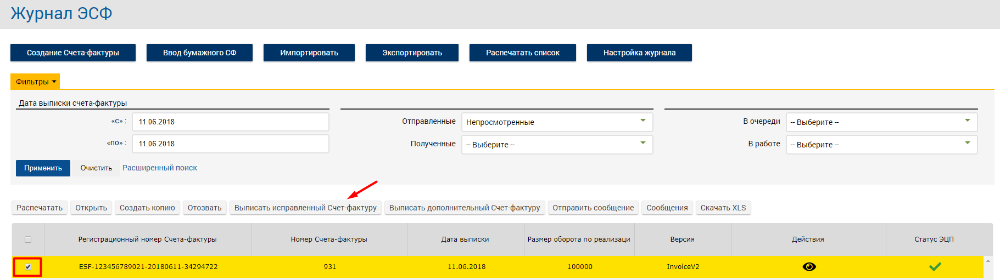 Журнал ЭСФ
Создание Счета-фактуры Ввод бумажного СФ Импортировать Экспортировать Распечатать список Настройка журнала
Фильтры
Дата выписки счета-фактуры
«с» : 11.06.2018 Отправленные Непросмотренные В очереди -- Выберите --
«по» : 11.06.2018 Полученные -- Выберите -- В работе -- Выберите --
Применить Очистить Расширенный поиск
Распечатать Открыть Создать копию Отозвать Выписать исправленный Счет-фактуру Выписать дополнительный Счет-фактуру Отправить сообщение Сообщения Скачать XLS
Регистрационный номер Счета-фактуры Номер Счета-фактуры Дата выписки Размер оборота по реализаци Версия Действия Статус ЭЦП
ESF-123456789021-20180611-34294722 931 11.06.2018 100000 InvoiceV2